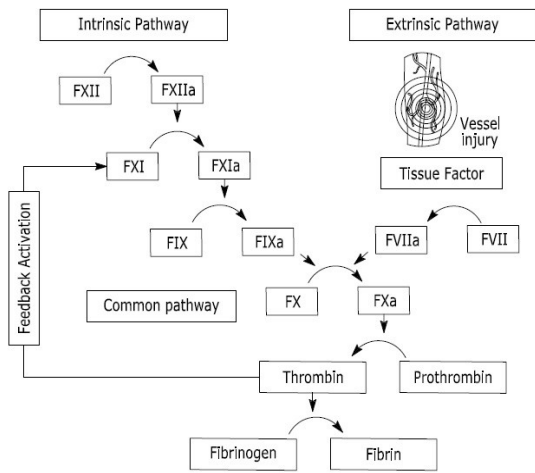 Intrinsic Pathway
Extrinsic Pathway
FXII
FXIIa
Vessel
injury
FXI
FXIa
Tissue Factor
Feedback Activation
FIX
FIXa
FVIIa
FVII
Common pathway
FX
FXa
Thrombin
Prothrombin
Fibrinogen
Fibrin